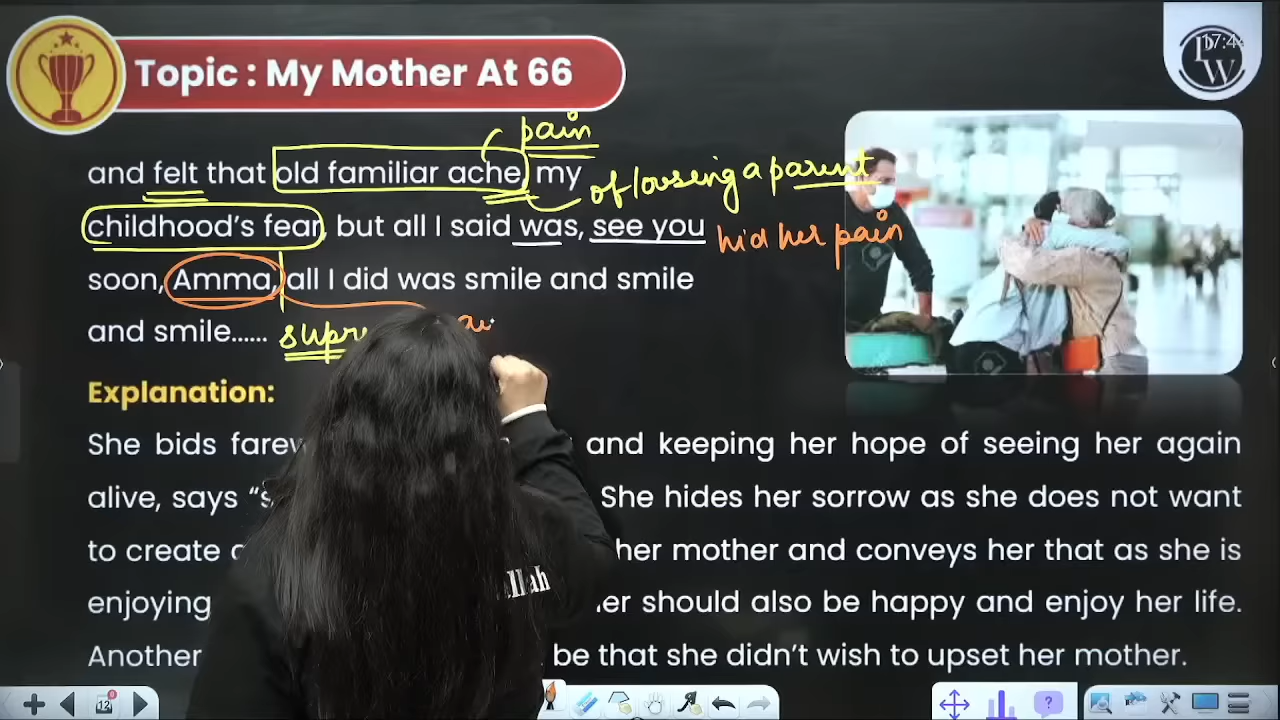 Topic : My Mother At 66
17:4
W
pain
and felt that old familiar ache, my
of loosing a parent
childhood's fear, but all I said was, see you
hid her pain
soon, Amma, all I did was smile and smile
and smile......
Explanation:
She bids and keeping her hope of seeing her again
alive, says She hides her sorrow as she does not want
to create her mother and conveys her that as she is
enjoying should also be happy and enjoy her life.
Another be that she didn't wish to upset her mother.
12